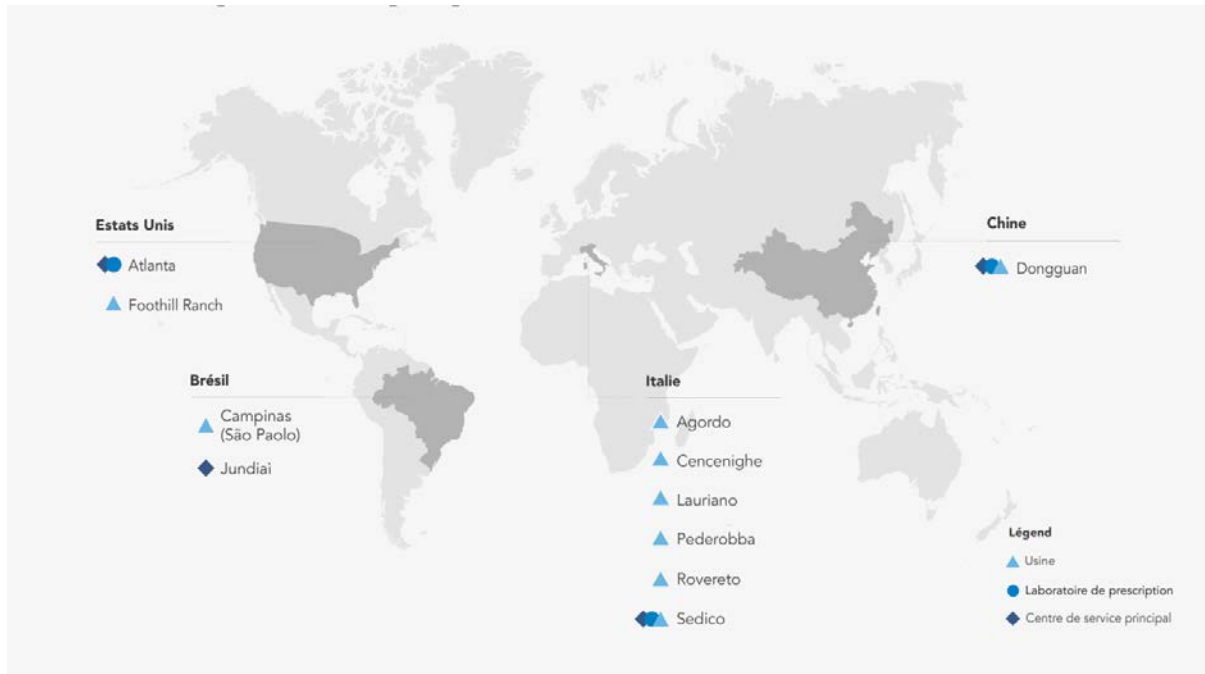 Estats Unis
Atlanta
Foothill Ranch
Brésil
Campinas
(São Paolo)
Jundiaì
Italie
Agordo
Cencenighe
Lauriano
Pederobba
Rovereto
Sedico
Chine
Dongguan
Légend
Usine
Laboratoire de prescription
Centre de service principal